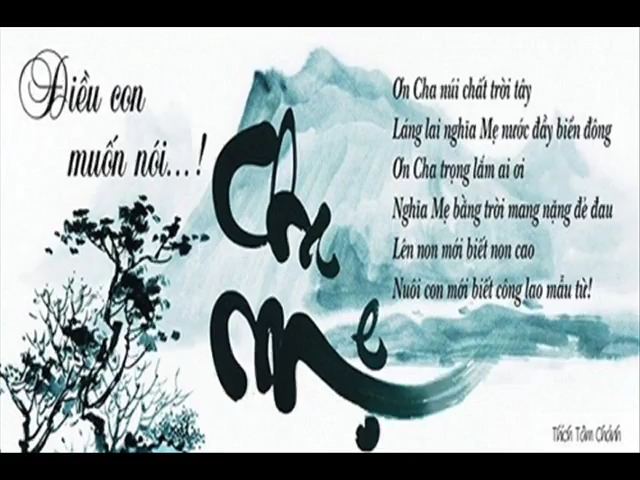 Điều con
muốn nói...!
Cha
Mẹ
Ơn Cha núi chất trời tây
Láng lai nghĩa Mẹ nước đầy biển đông
Ơn Cha trọng lắm ai ơi
Nghĩa Mẹ bằng trời mang nặng đẻ đau
Lên non mới biết non cao
Nuôi con mới biết công lao mẫu từ!
Thích Tâm Chánh